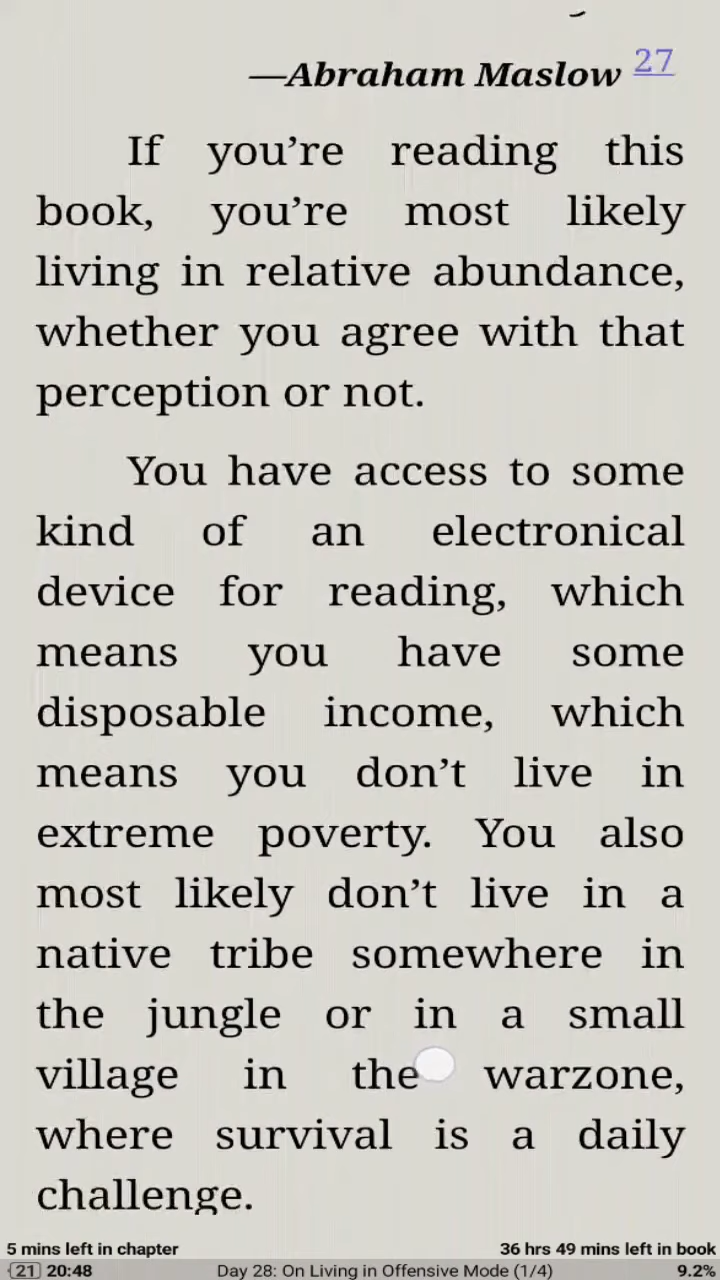 —Abraham Maslow 27
If you’re reading this
book, you’re most likely
living in relative abundance,
whether you agree with that
perception or not.
You have access to some
kind of an electronical
device for reading, which
means you have some
disposable income, which
means you don’t live in
extreme poverty. You also
most likely don’t live in a
native tribe somewhere in
the jungle or in a small
village in the warzone,
where survival is a daily
challenge.
5 mins left in chapter 36 hrs 49 mins left in book
21 20:48 Day 28: On Living in Offensive Mode (1/4) 9.2%